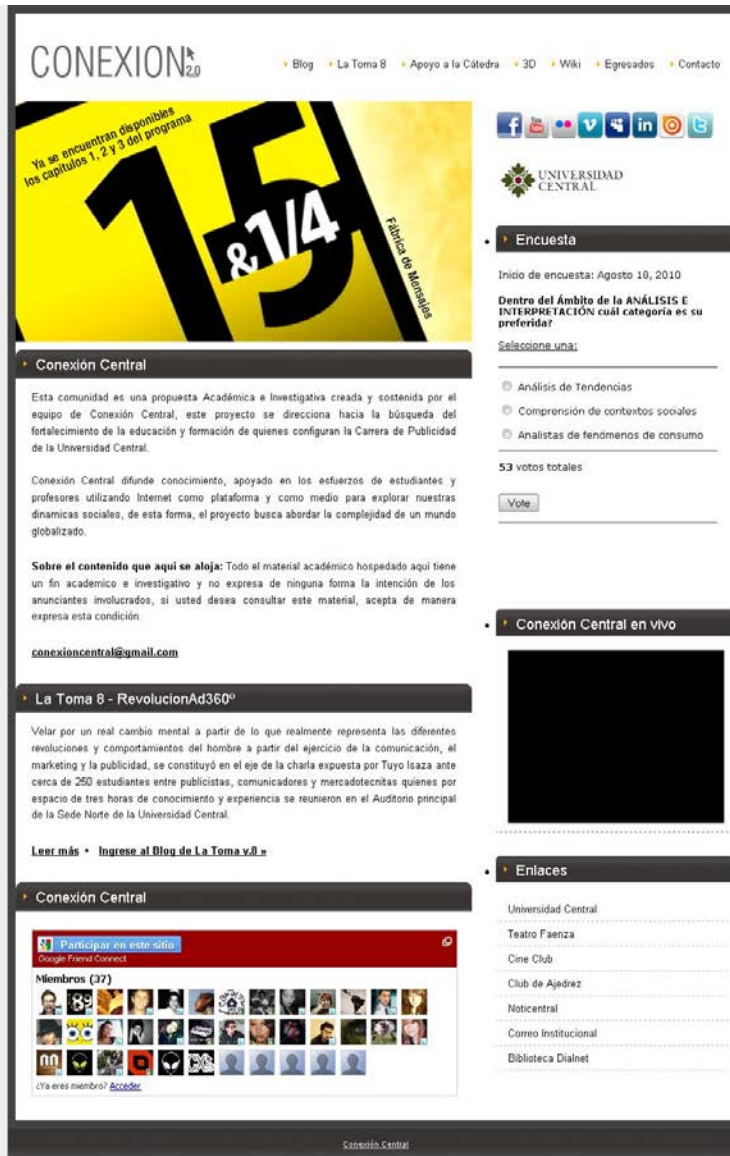 CONEXION 2.0
Blog
La Toma 8
Apoyo a la Cátedra
3D
Wiki
Egresados
Contacto
Ya se encuentran disponibles
los capitulos 1, 2 y 3 del programa
15
&1/4
Fábrica de Mensajes
Conexión Central
Esta comunidad es una propuesta Académica e Investigativa creada y sostenida por el
equipo de Conexión Central, este proyecto se direcciona hacia la búsqueda del
fortalecimiento de la educación y formación de quienes configuran la Carrera de Publicidad
de la Universidad Central.
Conexión Central difunde conocimiento, apoyado en los esfuerzos de estudiantes y
profesores utilizando Internet como plataforma y como medio para explorar nuestras
dinamicas sociales, de esta forma, el proyecto busca abordar la complejidad de un mundo
globalizado.
Sobre el contenido que aqui se aloja: Todo el material académico hospedado aquí tiene
un fin academico e investigativo y no expresa de ninguna forma la intención de los
anunciantes involucrados, si usted desea consultar este material, acepta de manera
expresa esta condición
conexioncentral@gmail.com
La Toma 8 - RevolucionAd360º
Velar por un real cambio mental a partir de lo que realmente representa las diferentes
revoluciones y comportamientos del hombre a partir del ejercicio de la comunicación, el
marketing y la publicidad, se constituyó en el eje de la charla expuesta por Tuyo Isaza ante
cerca de 250 estudiantes entre publicistas, comunicadores y mercadotecnitas quienes por
espacio de tres horas de conocimiento y experiencia se reunieron en el Auditorio principal
de la Sede Norte de la Universidad Central.
Leer más • Ingrese al Blog de La Toma v.8 »
Conexión Central
Participar en este sitio
Google Friend Connect
Miembros (37)
¿Ya eres miembro? Acceder
You Tube
in
UNIVERSIDAD
CENTRAL
Encuesta
Inicio de encuesta: Agosto 18, 2010
Dentro del Ámbito de la ANÁLISIS E
INTERPRETACIÓN cuál categoría es su
preferida?
Seleccione una:
Análisis de Tendencias
Comprensión de contextos sociales
Analistas de fenómenos de consumo
53 votos totales
Vote
Conexión Central en vivo
Enlaces
Universidad Central
Teatro Faenza
Cine Club
Club de Ajedrez
Noticentral
Correo Institucional
Biblioteca Dialnet
Conexión Central